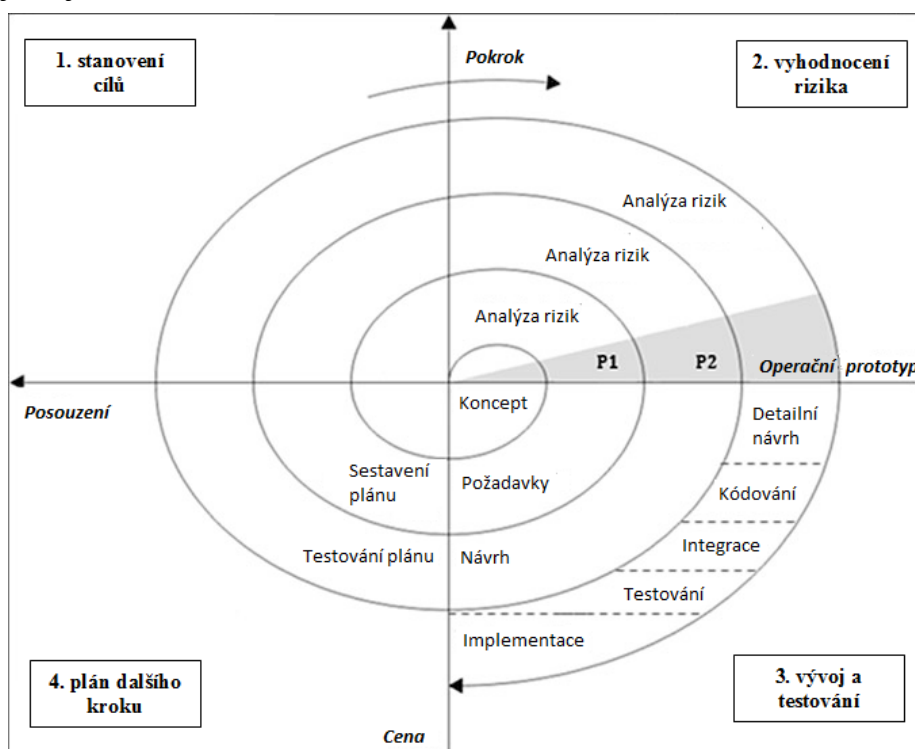 1. stanovení
cílů
Pokrok
2. vyhodnocení
rizika
Analýza rizik
Analýza rizik
Analýza rizik
P1
P2
Operační prototyp
Posouzení
Koncept
Detailní
návrh
Sestavení
plánu
Požadavky
Kódování
Integrace
Testování plánu
Návrh
Testování
Implementace
4. plán dalšího
kroku
3. vývoj a
testování
Cena